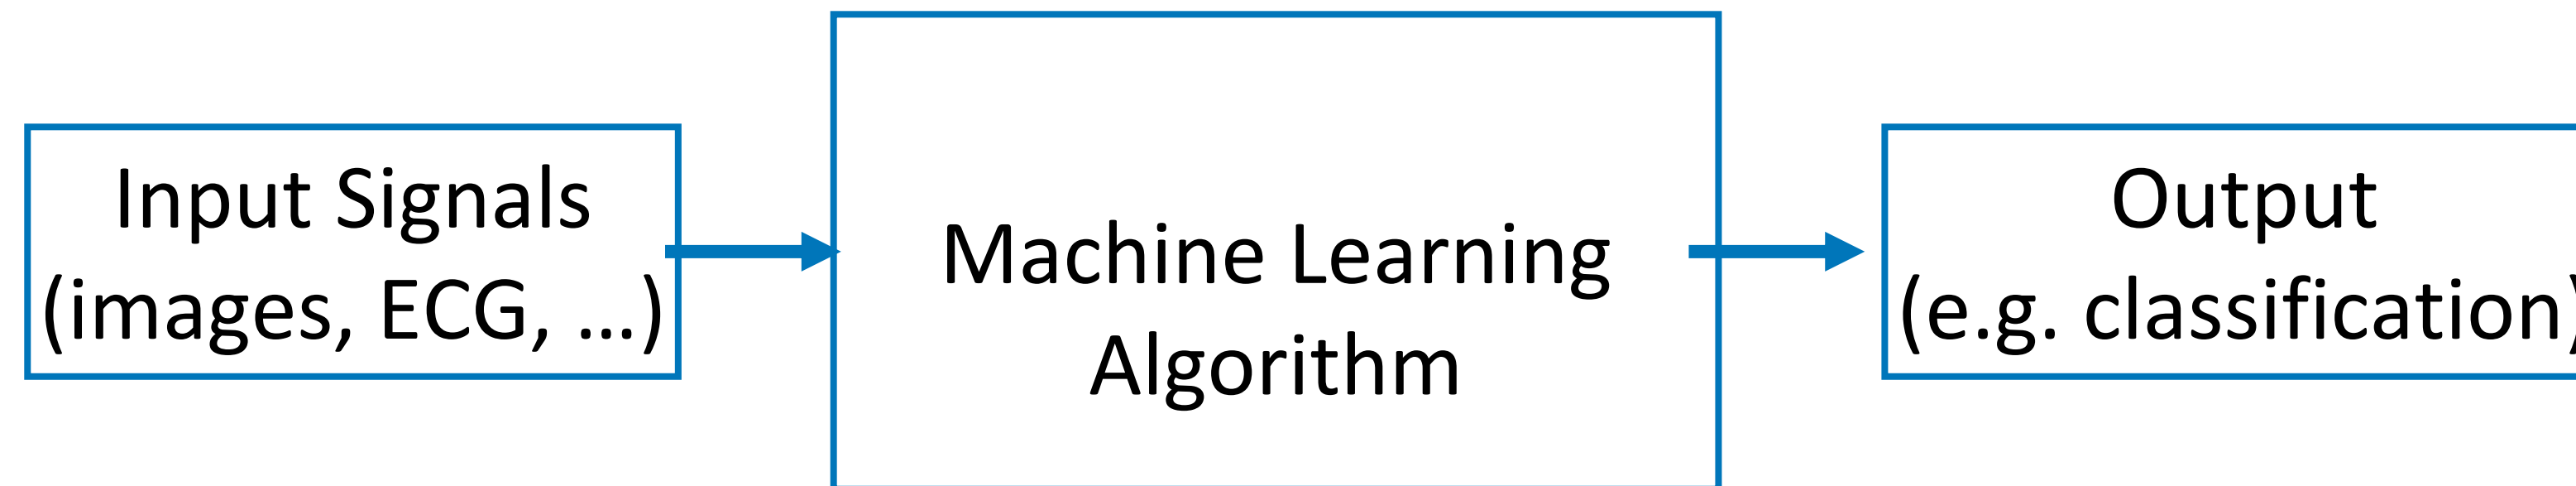 Input Signals
(images, ECG, ...)
Machine Learning
Algorithm
Output
(e.g. classification)